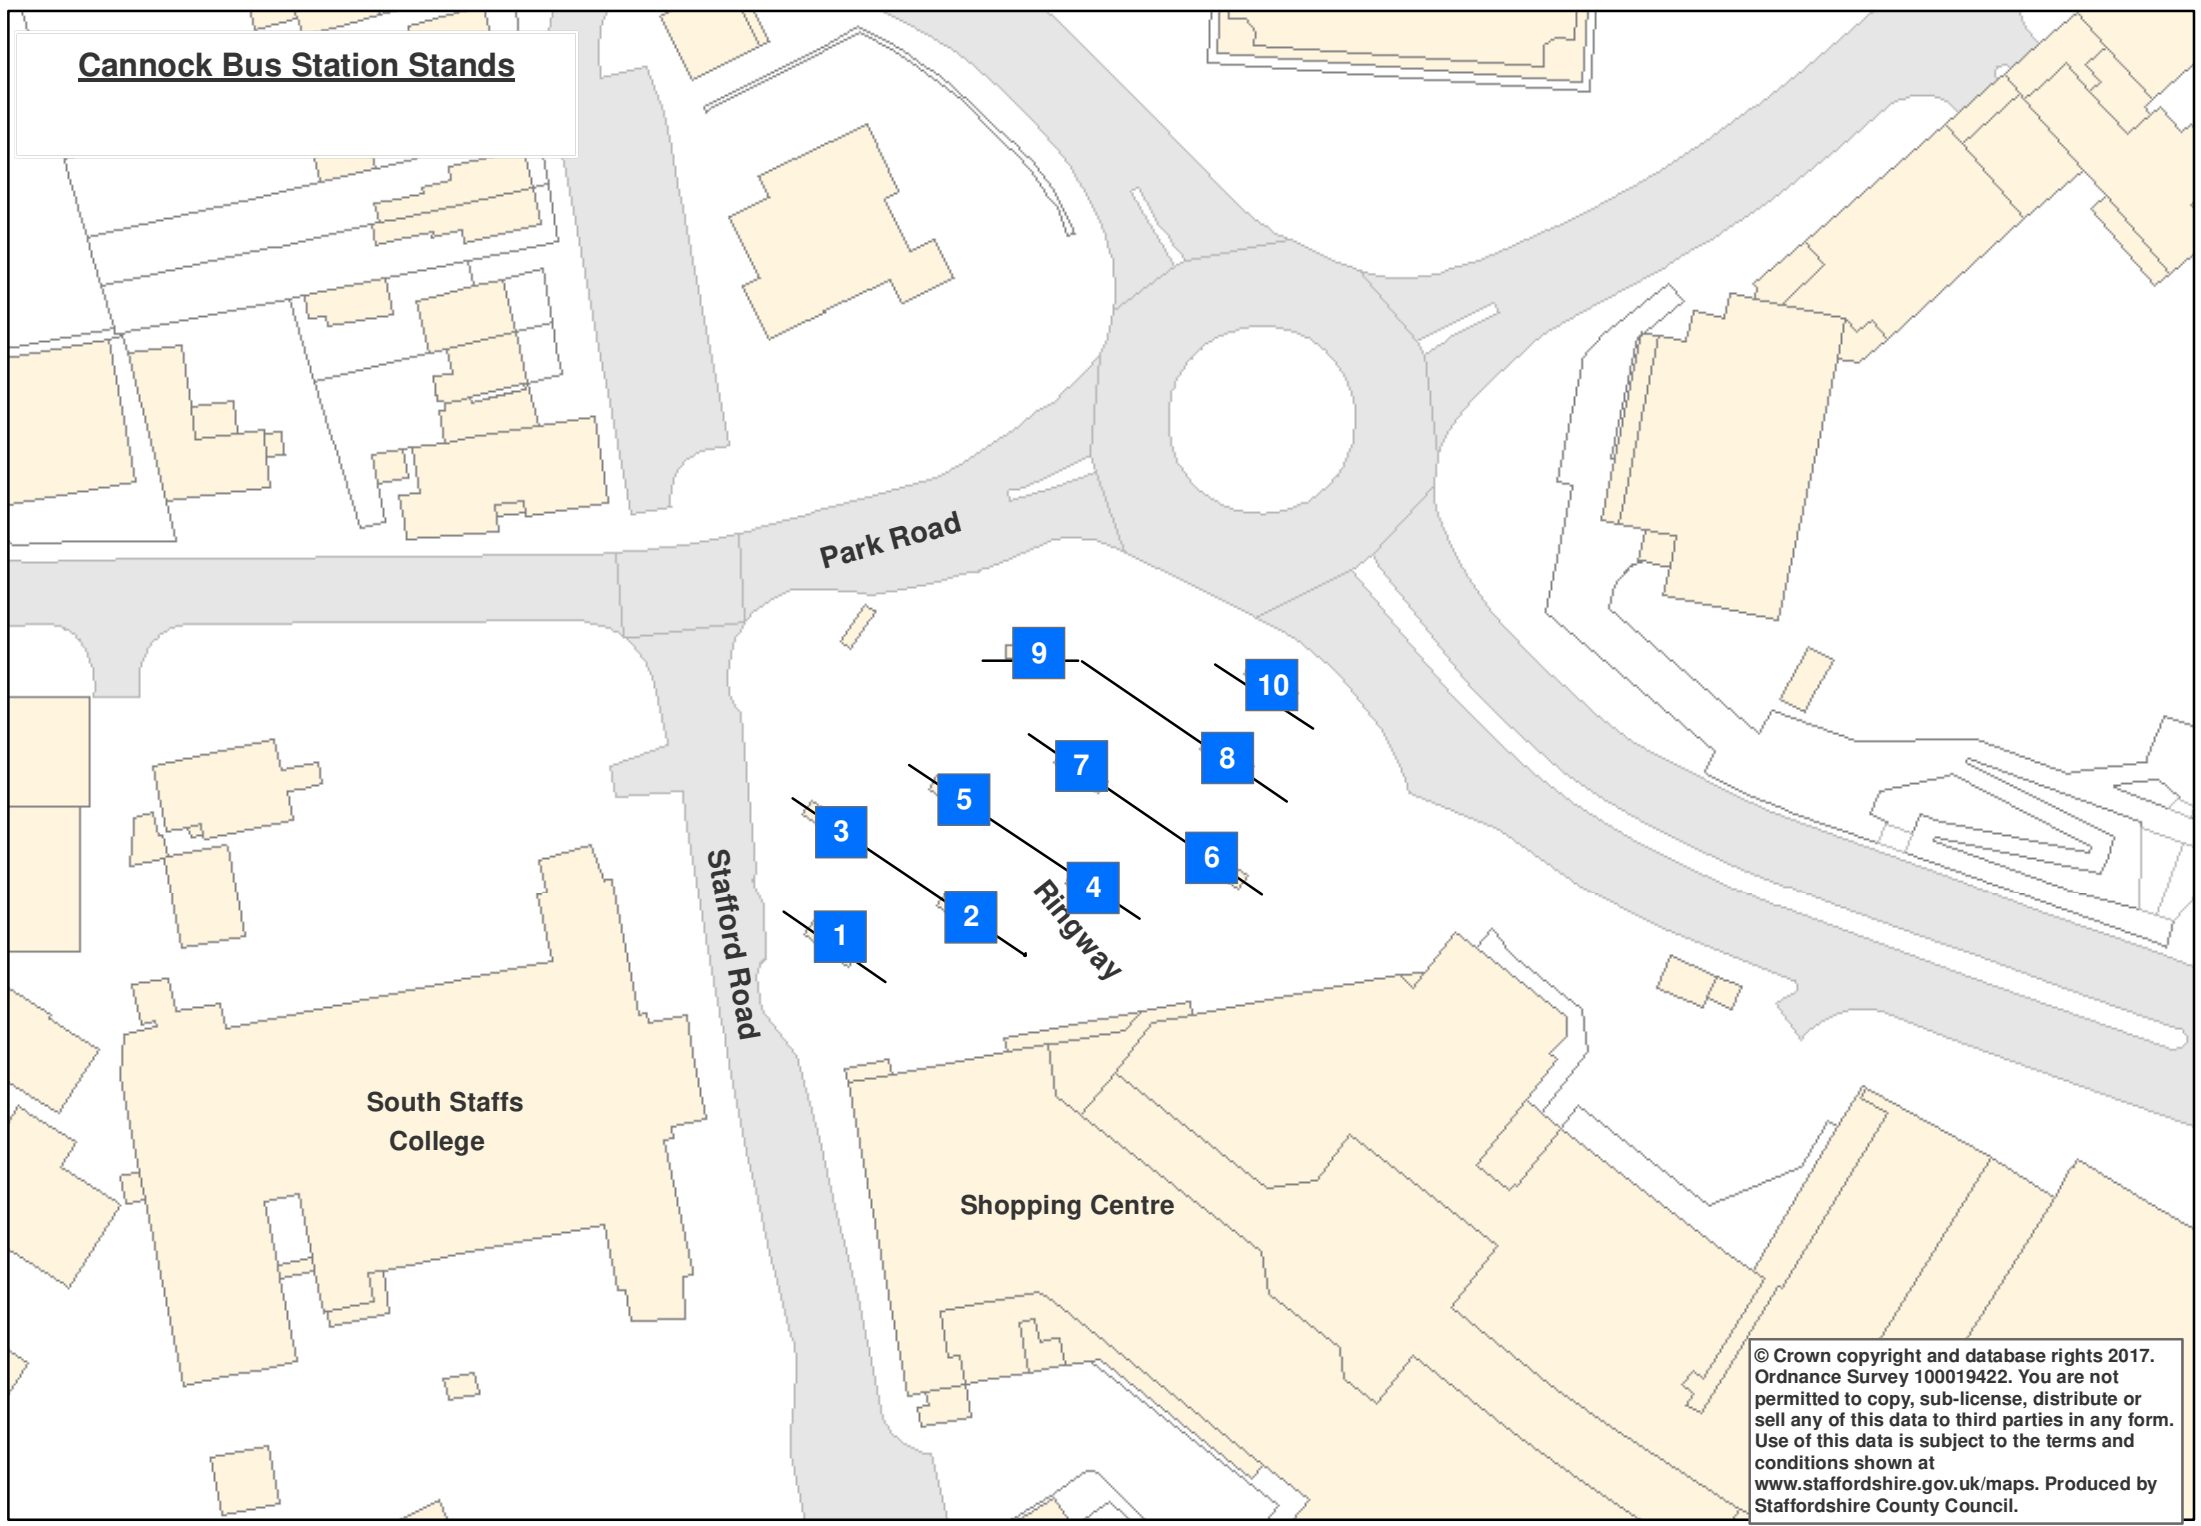 Cannock Bus Station Stands
Park Road
9
10
8
7
5
3
6
4
2
1
Stafford Road
Ringway
South Staffs
College
Shopping Centre
© Crown copyright and database rights 2017.
Ordnance Survey 100019422. You are not
permitted to copy, sub-license, distribute or
sell any of this data to third parties in any form.
Use of this data is subject to the terms and
conditions shown at
www.staffordshire.gov.uk/maps. Produced by
Staffordshire County Council.